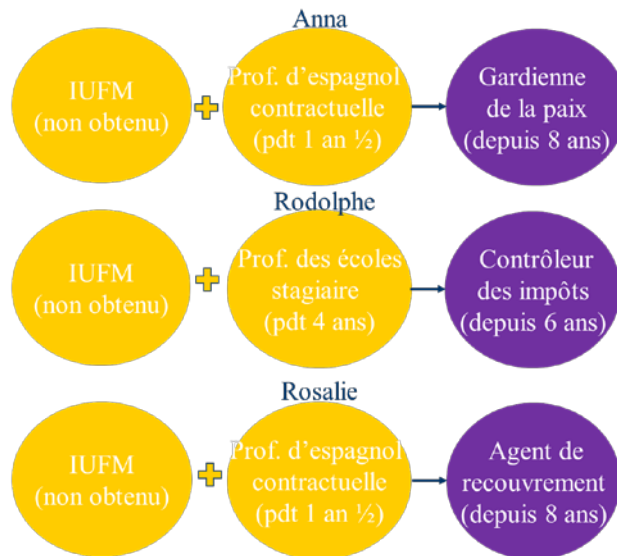 Anna
IUFM
(non obtenu)
Prof. d'espagnol
contractuelle
(pdt 1 an ½)
Gardienne
de la paix
(depuis 8 ans)
Rodolphe
IUFM
(non obtenu)
Prof. des écoles
stagiaire
(pdt 4 ans)
Contrôleur
des impôts
(depuis 6 ans)
Rosalie
IUFM
(non obtenu)
Prof. d'espagnol
contractuelle
(pdt 1 an ½)
Agent de
recouvrement
(depuis 8 ans)